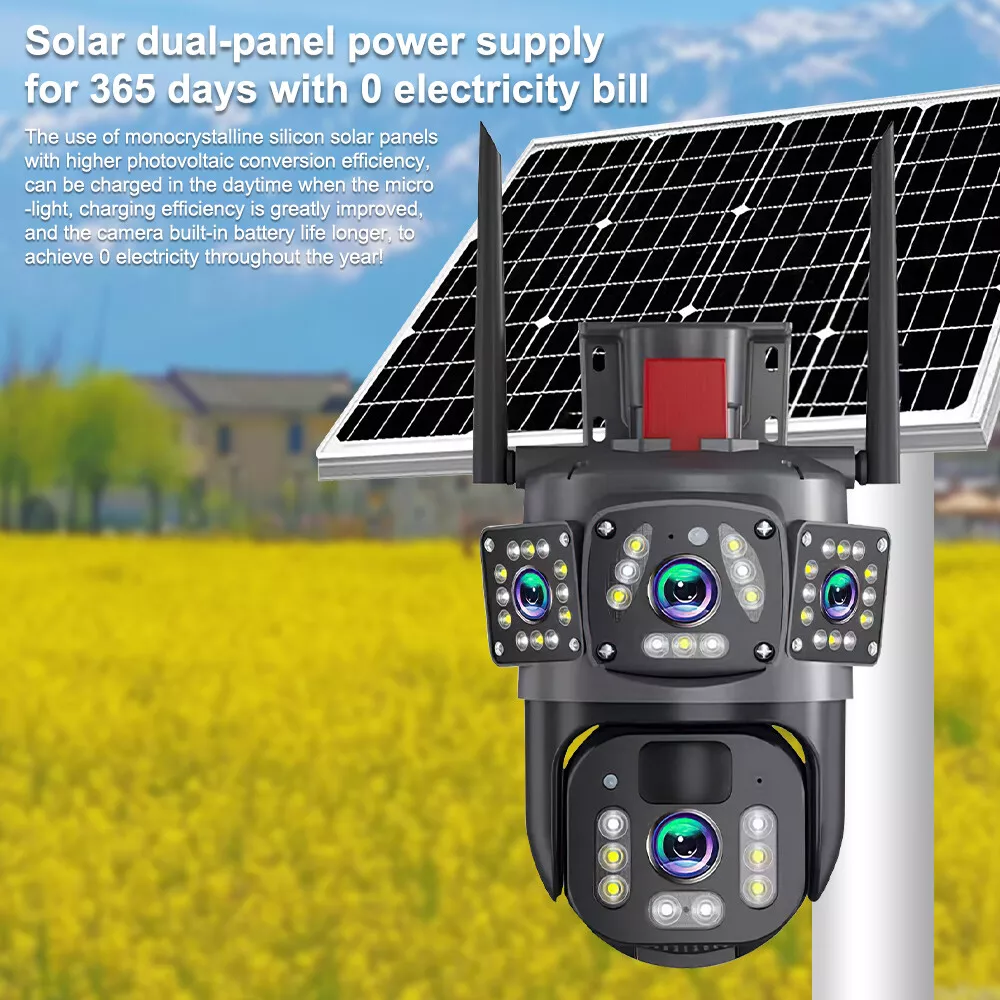 Solar dual-panel power supply
for 365 days with 0 electricity bill
The use of monocrystalline silicon solar panels
with higher photovoltaic conversion efficiency,
can be charged in the daytime when the micro
-light, charging efficiency is greatly improved,
and the camera built-in battery life longer, to
achieve 0 electricity throughout the year!